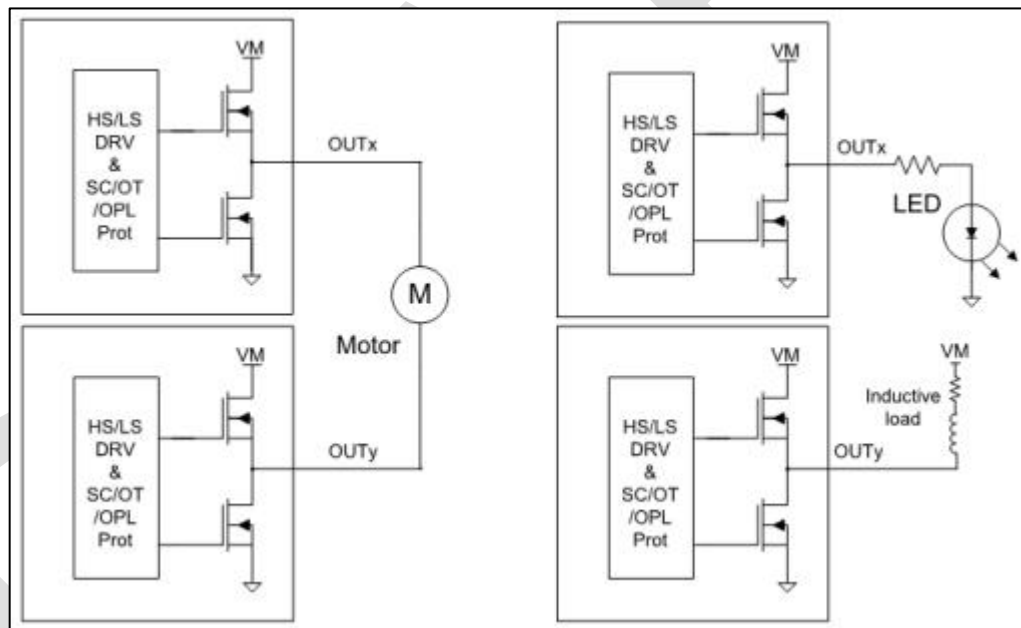 VM
HS/LS
DRV
&
SC/OT
/OPL
Prot
OUTx
M
Motor
VM
HS/LS
DRV
&
SC/OT
/OPL
Prot
OUTy
VM
HS/LS
DRV
&
SC/OT
/OPL
Prot
OUTx
LED
VM
HS/LS
DRV
&
SC/OT
/OPL
Prot
OUTy
VM
Inductive
load